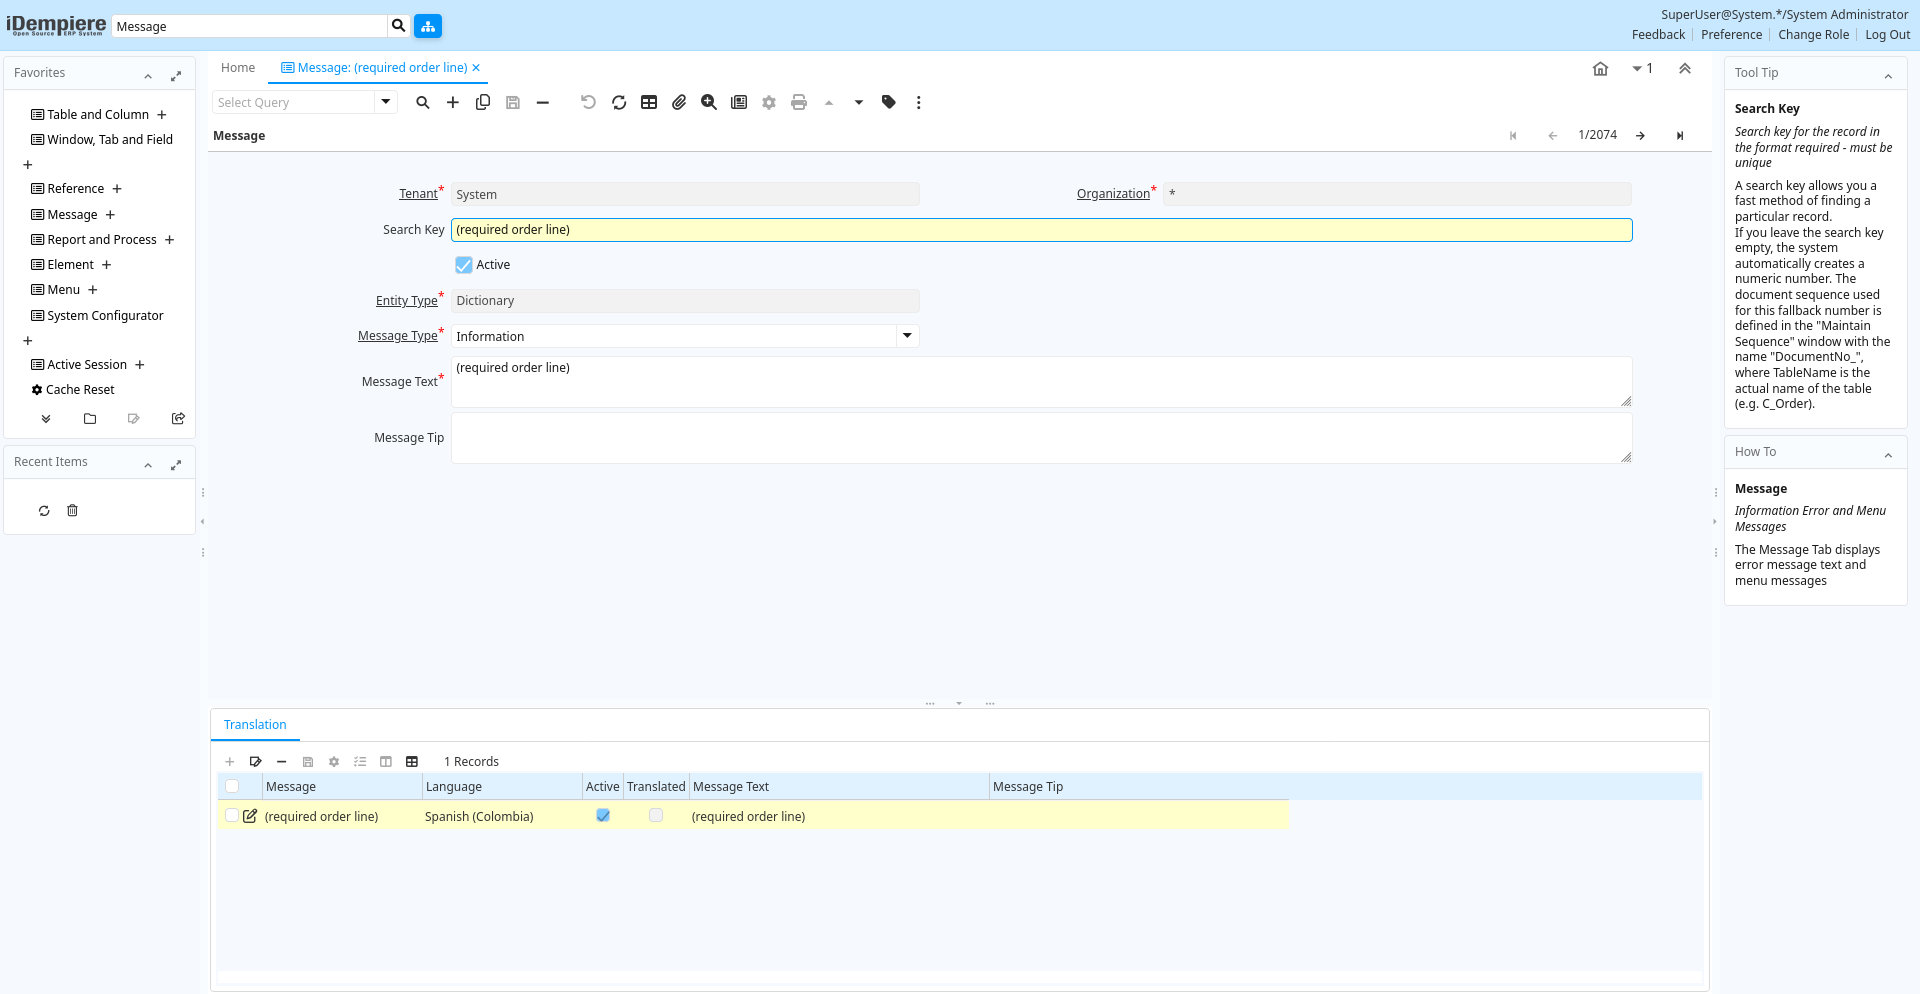 iDempiere
Open Source ERP System
Message
SuperUser@System.*/System Administrator
Feedback
Preference
Change Role
Log Out
Favorites
Table and Column
Window, Tab and Field
Reference
Message
Report and Process
Element
Menu
System Configurator
Active Session
Cache Reset
Recent Items
Home
Message: (required order line)
1
Select Query
Message
1/2074
Tenant*
System
Organization*
*
Search Key
(required order line)
Active
Entity Type*
Dictionary
Message Type*
Information
Message Text*
(required order line)
Message Tip
Translation
1 Records
Message
Language
Active
Translated
Message Text
Message Tip
(required order line)
Spanish (Colombia)
(required order line)
Tool Tip
Search Key
Search key for the record in
the format required - must be
unique
A search key allows you a
fast method of finding a
particular record.
If you leave the search key
empty, the system
automatically creates a
numeric number. The
document sequence used
for this fallback number is
defined in the "Maintain
Sequence" window with the
name "DocumentNo_",
where TableName is the
actual name of the table
(e.g. C_Order).
How To
Message
Information Error and Menu
Messages
The Message Tab displays
error message text and
menu messages